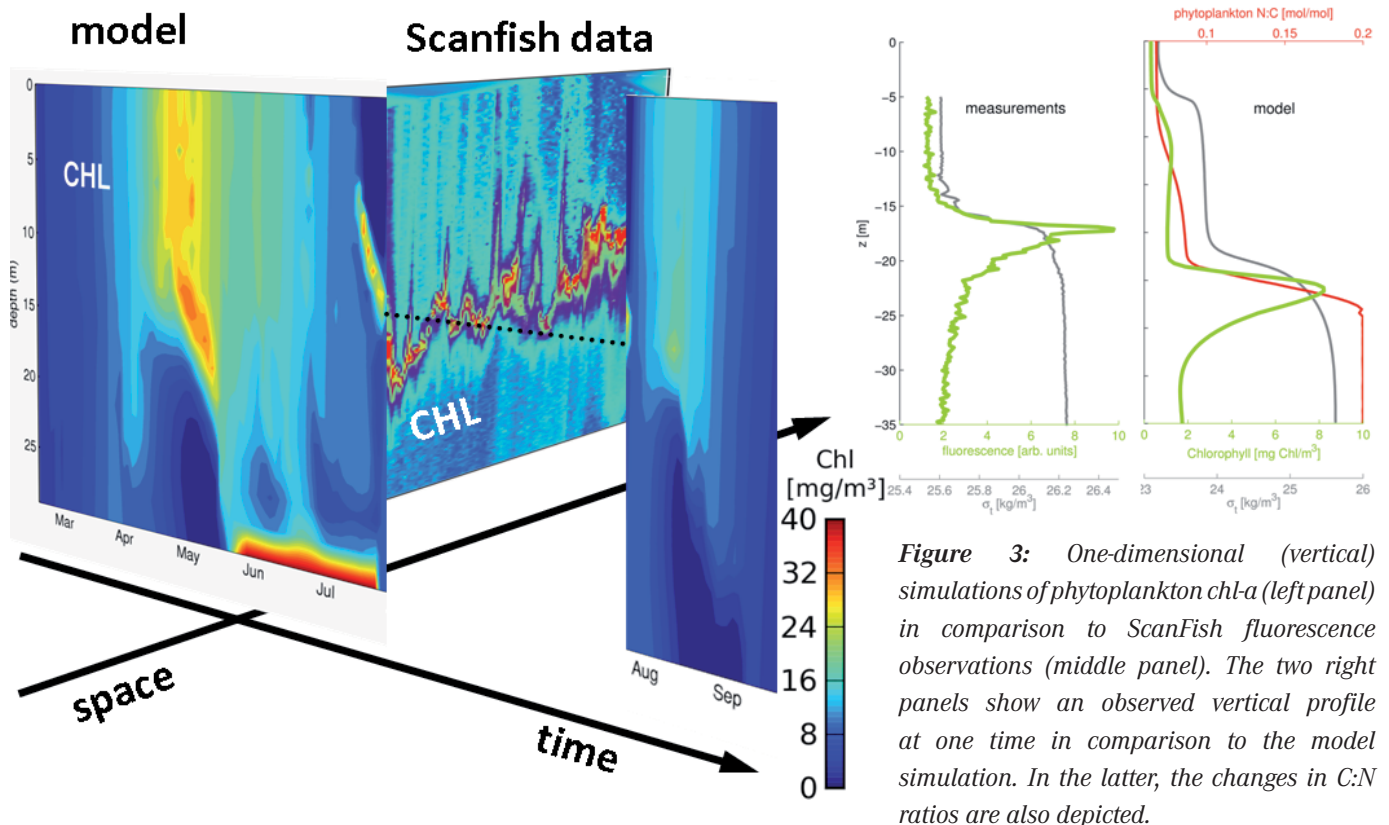 model
Scanfish data
0
5
10
15
20
25
depth (m)
CHL
Mar
Apr
May
Jun
Jul
CHL
Aug
Sep
space
time
Chl
[mg/m³]
40
32
24
16
8
0
measurements
z [m]
−5
−10
−15
−20
−25
−30
−35
0 2 4 6 8 10
fluorescence [arb. units]
25.4 25.6 25.8 26 26.2 26.4
σt [kg/m³]
phytoplankton N:C [mol/mol]
0.1 0.15 0.2
model
0 2 4 6 8 10
Chlorophyll [mg Chl/m³]
23 24 25 26
σt [kg/m³]
Figure 3: One-dimensional (vertical)
simulations of phytoplankton chl-a (left panel)
in comparison to ScanFish fluorescence
observations (middle panel). The two right
panels show an observed vertical profile
at one time in comparison to the model
simulation. In the latter, the changes in C:N
ratios are also depicted.